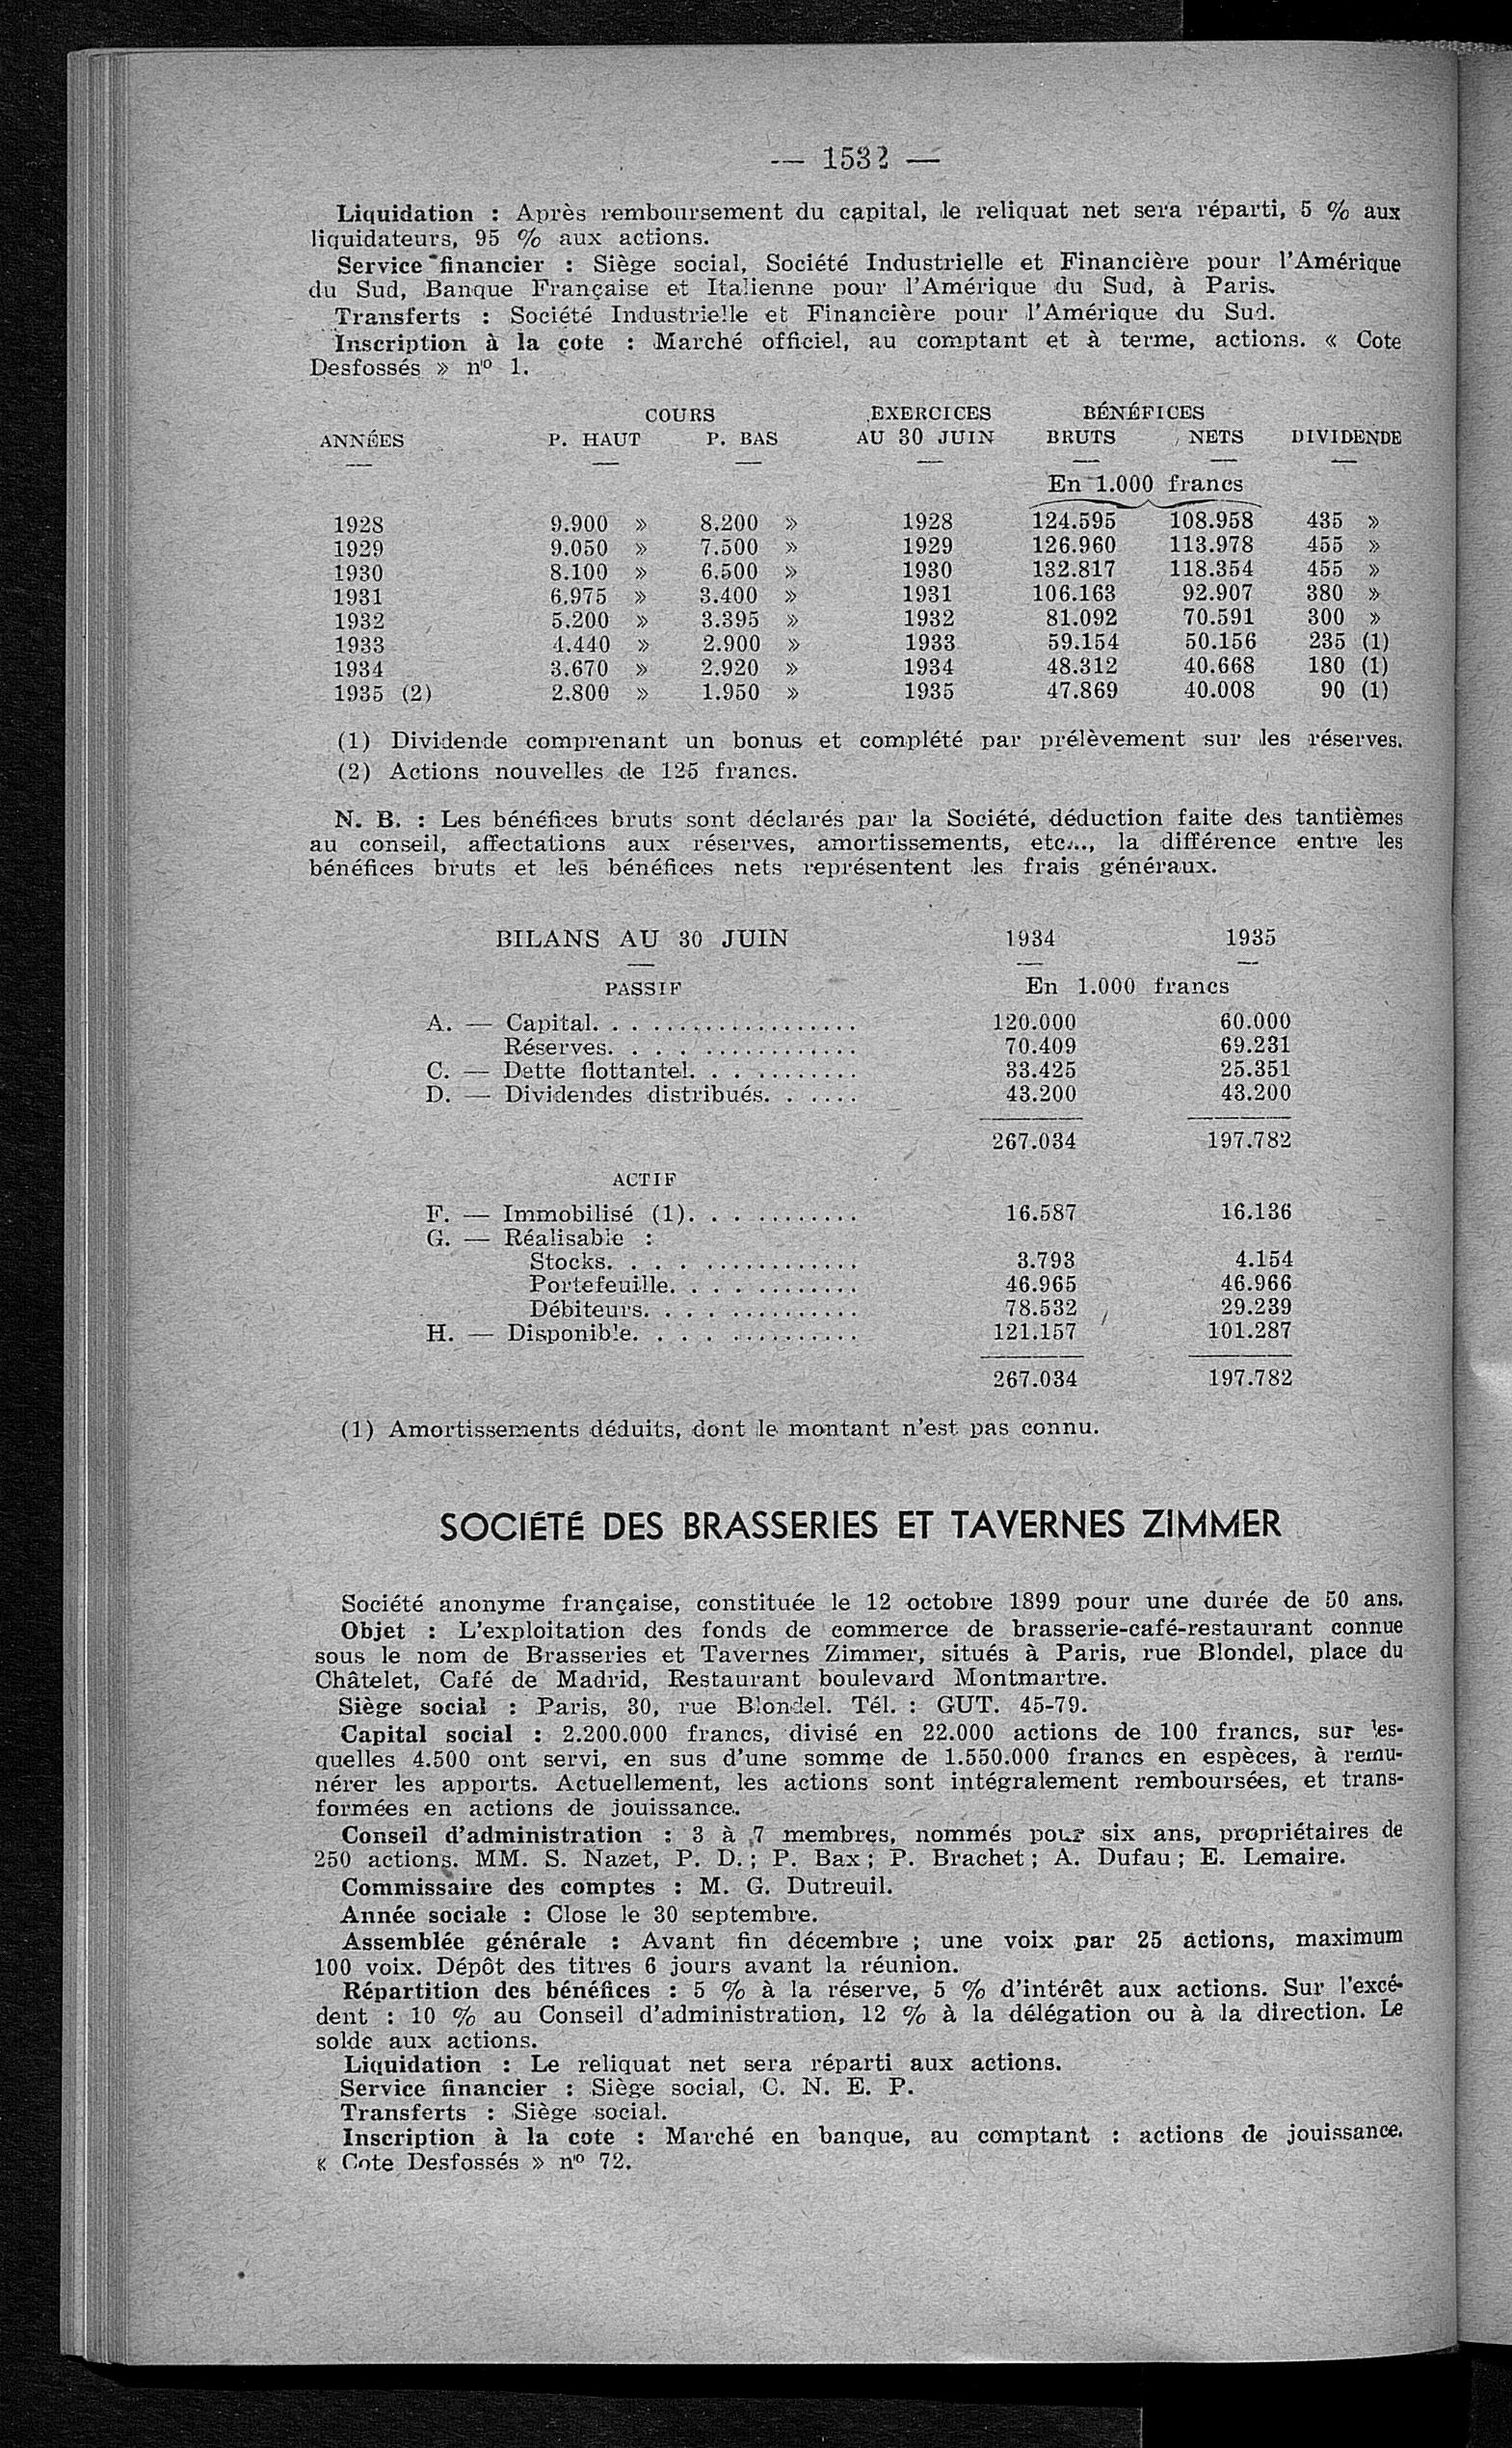 — 1532 —
Liquidation : Après remboursement du capital, le reliquat net sera réparti, 5 % aux
liquidateurs, 95 % aux actions.
Service financier : Siège social, Société Industrielle et Financière pour l'Amérique
du Sud, Banque Française et Italienne pour l'Amérique du Sud, à Paris.
Transferts : Société Industrielle et Financière pour l'Amérique du Sud.
Inscription à la cote : Marché officiel, au comptant et à terme, actions. « Cote
Desfossés » nº 1.
COURS EXERCICES BÉNÉFICES
ANNÉES P. HAUT P. BAS AU 30 JUIN BRUTS NETS DIVIDENDE
En 1.000 francs
1928 9.900 » 8.200 » 1928 124.595 108.958 435 »
1929 9.050 » 7.500 » 1929 126.960 113.978 455 »
1930 8.100 » 6.500 » 1930 132.817 118.354 455 »
1931 6.975 » 3.400 » 1931 106.163 92.907 380 »
1932 5.200 » 3.395 » 1932 81.092 70.591 300 »
1933 4.440 » 2.900 » 1933 59.154 50.156 235 (1)
1934 3.670 » 2.920 » 1934 48.312 40.668 180 (1)
1935 (2) 2.800 » 1.950 » 1935 47.869 40.008 90 (1)
(1) Dividende comprenant un bonus et complété par prélèvement sur les réserves.
(2) Actions nouvelles de 125 francs.
N. B. : Les bénéfices bruts sont déclarés par la Société, déduction faite des tantièmes
au conseil, affectations aux réserves, amortissements, etc..., la différence entre les
bénéfices bruts et les bénéfices nets représentent les frais généraux.
BILANS AU 30 JUIN 1934 1935
PASSIF En 1.000 francs
A. — Capital. . . . . . . . . . . . . . . . . . 120.000 60.000
Réserves. . . . . . . . . . . . . . . . . 70.409 69.231
C. — Dette flottantel. . . . . . . . . . . 33.425 25.351
D. — Dividendes distribués. . . . . . 43.200 43.200
267.034 197.782
ACTIF
F. — Immobilisé (1). . . . . . . . . . . . 16.587 16.136
G. — Réalisable :
Stocks. . . . . . . . . . . . . . . . . 3.793 4.154
Portefeuille. . . . . . . . . . . . . 46.965 46.966
Débiteurs. . . . . . . . . . . . . . . 78.532 29.239
H. — Disponible. . . . . . . . . . . . . . . 121.157 101.287
267.034 197.782
(1) Amortissements déduits, dont le montant n'est pas connu.
SOCIÉTÉ DES BRASSERIES ET TAVERNES ZIMMER
Société anonyme française, constituée le 12 octobre 1899 pour une durée de 50 ans.
Objet : L'exploitation des fonds de commerce de brasserie-café-restaurant connue
sous le nom de Brasseries et Tavernes Zimmer, situés à Paris, rue Blondel, place du
Châtelet, Café de Madrid, Restaurant boulevard Montmartre.
Siège social : Paris, 30, rue Blondel. Tél. : GUT. 45-79.
Capital social : 2.200.000 francs, divisé en 22.000 actions de 100 francs, sur les-
quelles 4.500 ont servi, en sus d'une somme de 1.550.000 francs en espèces, à remu-
nérer les apports. Actuellement, les actions sont intégralement remboursées, et trans-
formées en actions de jouissance.
Conseil d'administration : 3 à 7 membres, nommés pour six ans, propriétaires de
250 actions. MM. S. Nazet, P. D. ; P. Bax ; P. Brachet ; A. Dufau ; E. Lemaire.
Commissaire des comptes : M. G. Dutreuil.
Année sociale : Close le 30 septembre.
Assemblée générale : Avant fin décembre ; une voix par 25 actions, maximum
100 voix. Dépôt des titres 6 jours avant la réunion.
Répartition des bénéfices : 5 % à la réserve, 5 % d'intérêt aux actions. Sur l'excé-
dent : 10 % au Conseil d'administration, 12 % à la délégation ou à la direction. Le
solde aux actions.
Liquidation : Le reliquat net sera réparti aux actions.
Service financier : Siège social, C. N. E. P.
Transferts : Siège social.
Inscription à la cote : Marché en banque, au comptant : actions de jouissance.
« Cote Desfossés » nº 72.